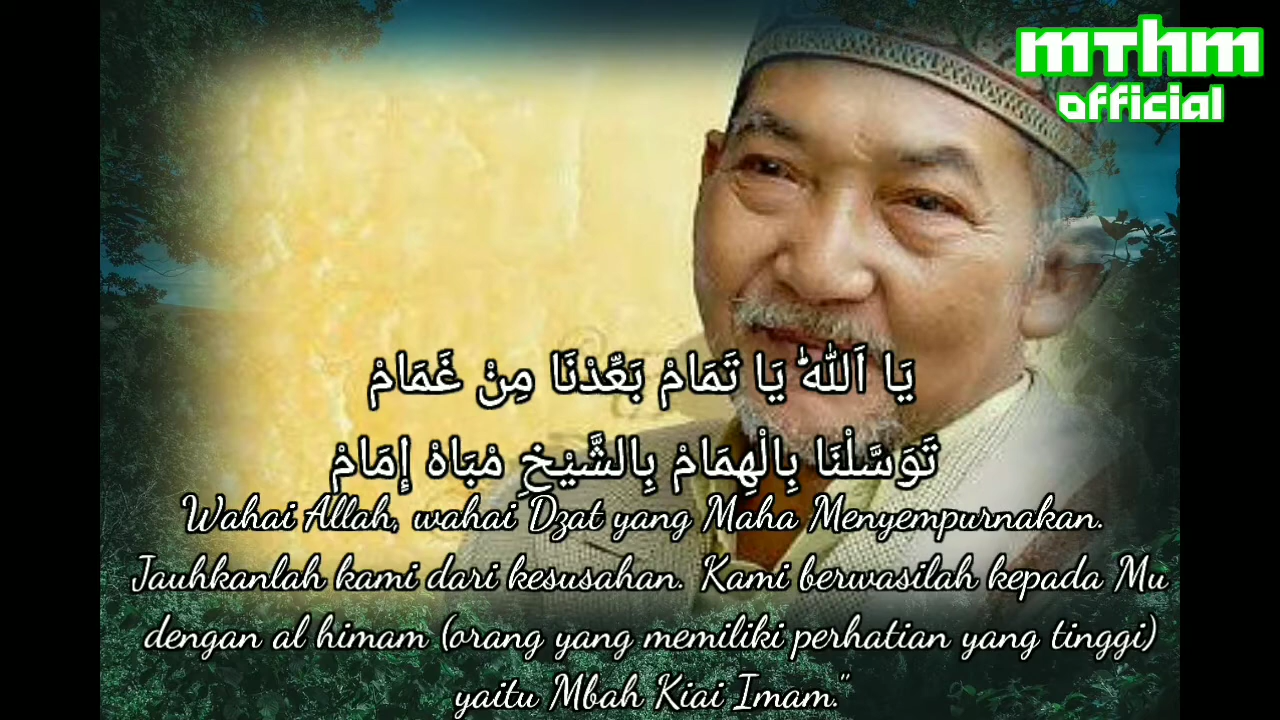 mThm
official
يَا اَللّٰهُ يَا تَمَامْ بَعِّدْنَا مِنْ غَمَامْ
تَوَسَّلْنَا بِالْهِمَامْ بِالشَّيْخِ مْبَاهْ إِمَامْ
Wahai Allah, wahai Dzat yang Maha Menyempurnakan.
Jauhkanlah kami dari kesusahan. Kami berwasilah kepada Mu
dengan al himam (orang yang memiliki perhatian yang tinggi)
yaitu Mbah Kiai Imam."